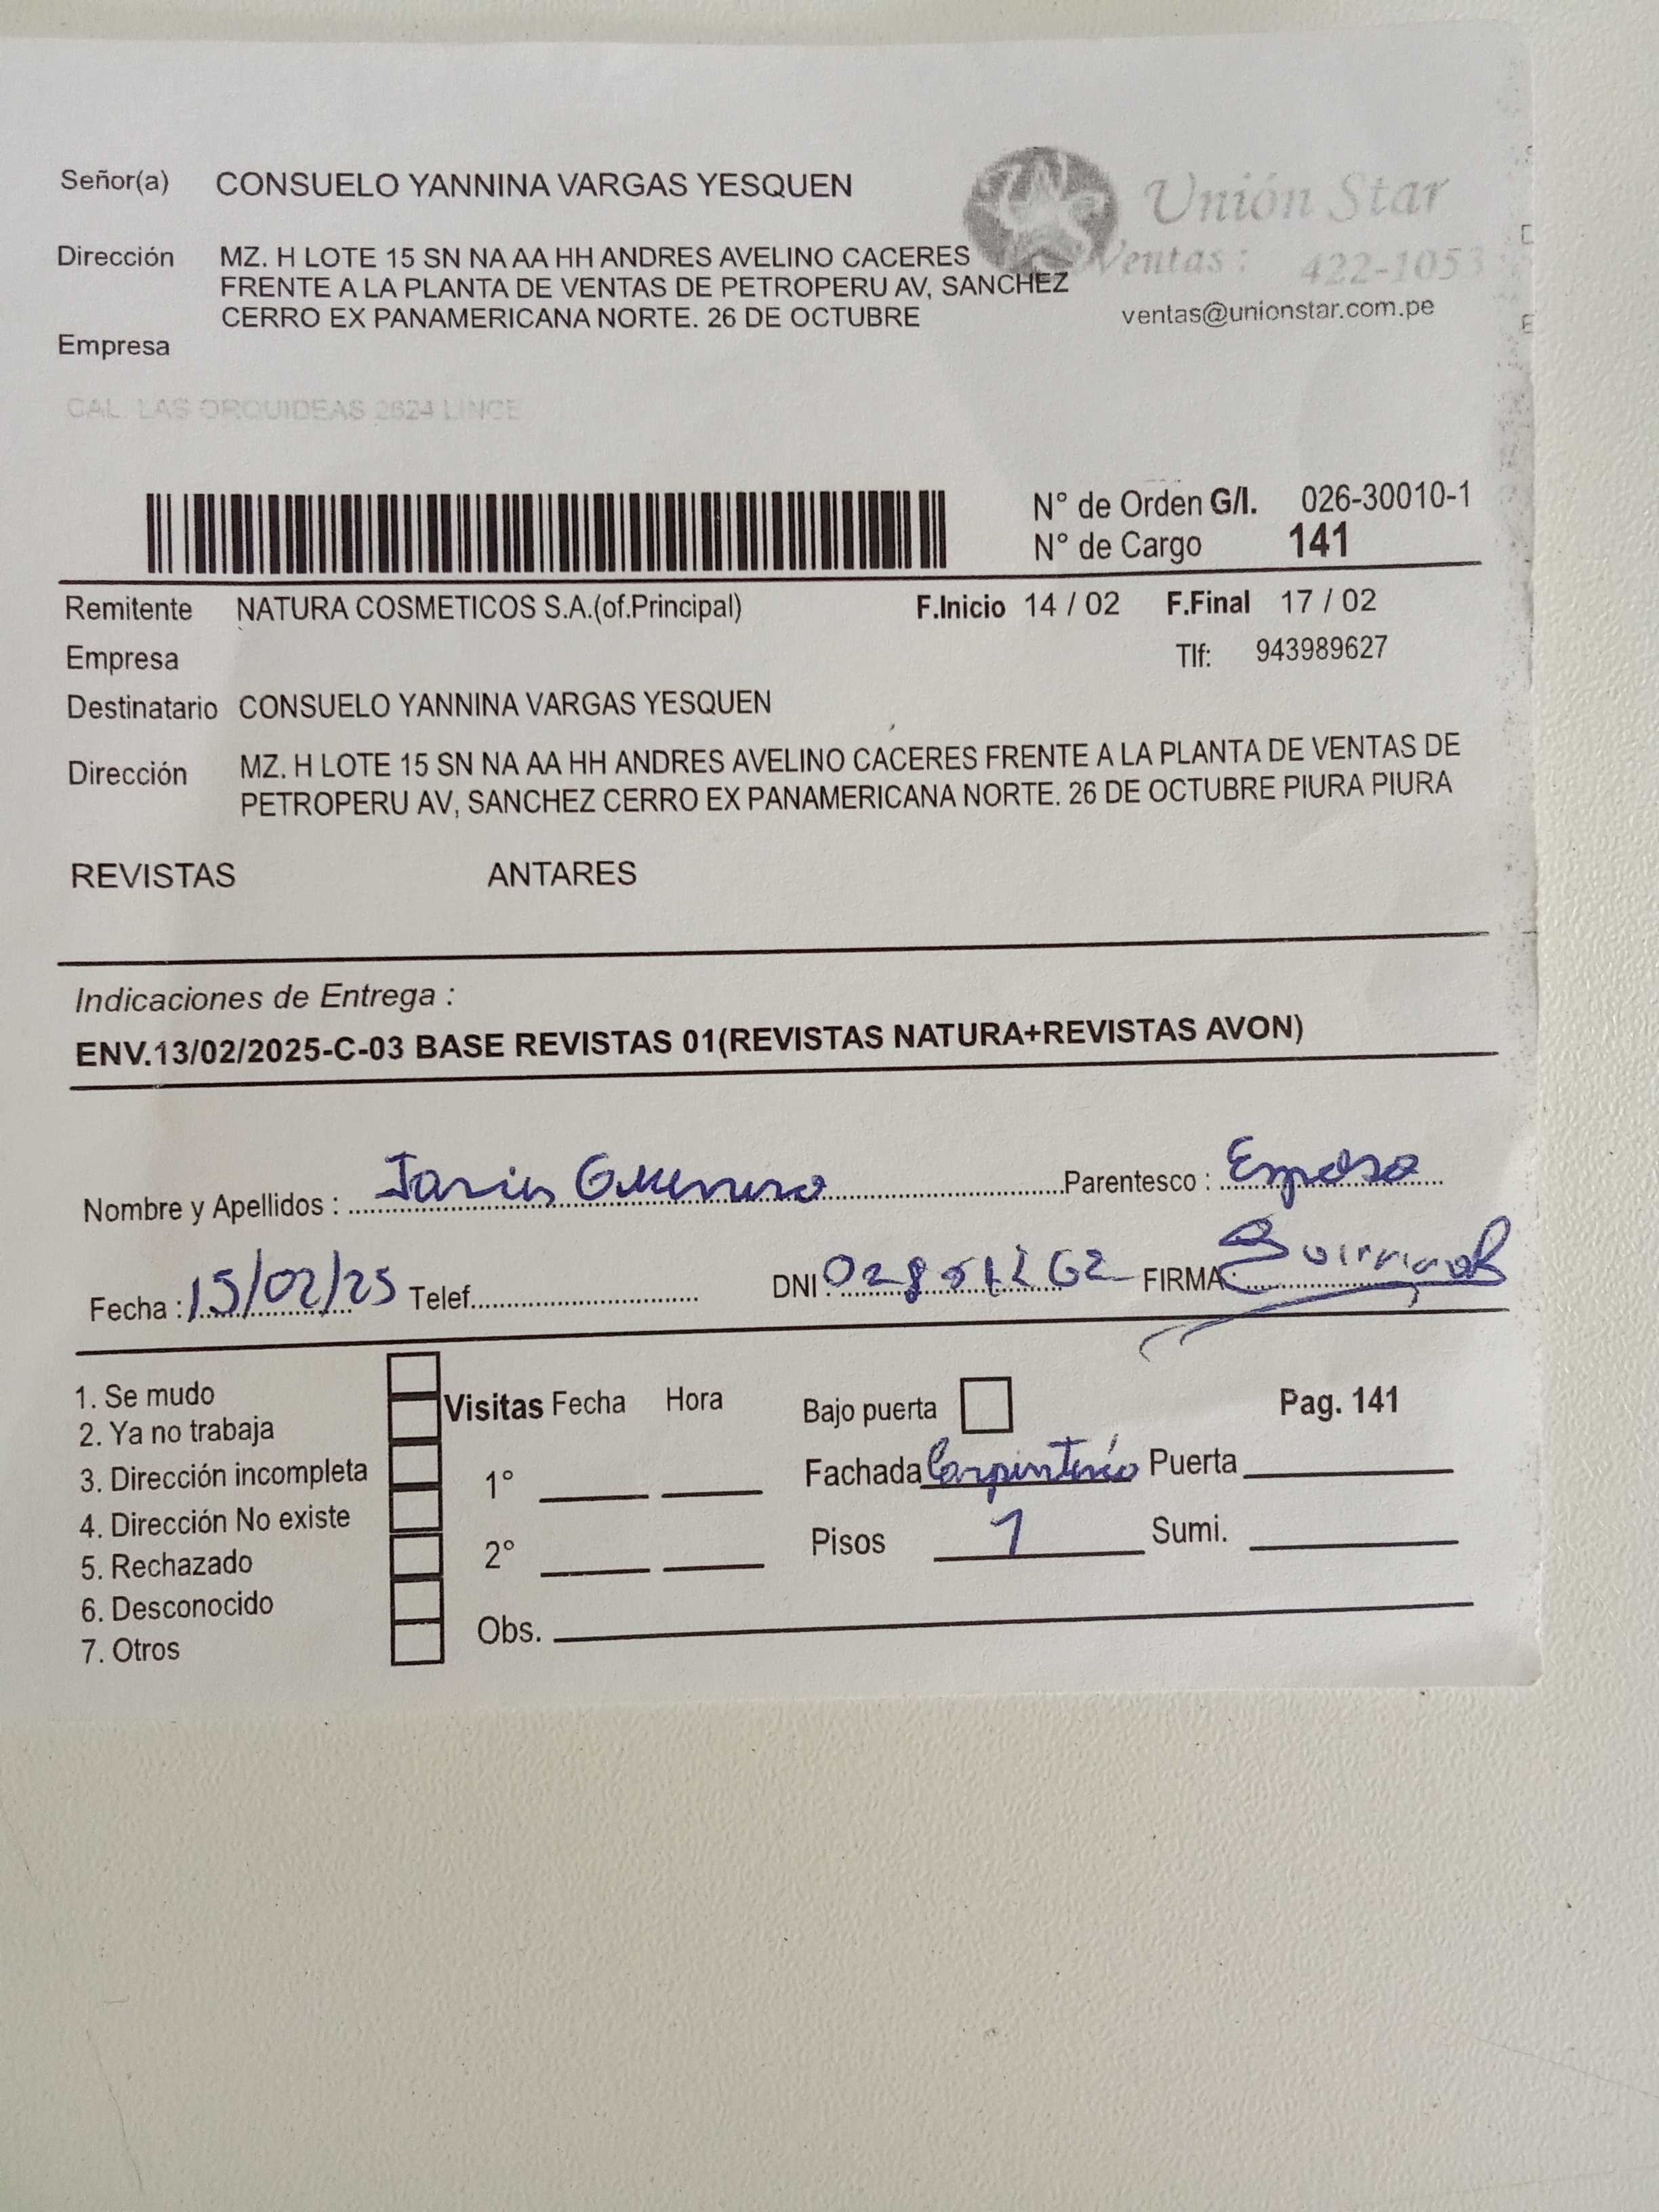 Señor(a) CONSUELO YANNINA VARGAS YESQUEN
Unión Star
Dirección MZ. H LOTE 15 SN NA AA HH ANDRES AVELINO CACERES
FRENTE A LA PLANTA DE VENTAS DE PETROPERU AV, SANCHEZ
CERRO EX PANAMERICANA NORTE. 26 DE OCTUBRE
Ventas: 422-1053
ventas@unionstar.com.pe
Empresa
CAL. LAS ORQUIDEAS 2624 LINCE
N° de Orden G/I. 026-30010-1
N° de Cargo 141
Remitente NATURA COSMETICOS S.A.(of.Principal) F.Inicio 14 / 02 F.Final 17 / 02
Empresa Tlf: 943989627
Destinatario CONSUELO YANNINA VARGAS YESQUEN
Dirección MZ. H LOTE 15 SN NA AA HH ANDRES AVELINO CACERES FRENTE A LA PLANTA DE VENTAS DE
PETROPERU AV, SANCHEZ CERRO EX PANAMERICANA NORTE. 26 DE OCTUBRE PIURA PIURA
REVISTAS ANTARES
Indicaciones de Entrega :
ENV.13/02/2025-C-03 BASE REVISTAS 01(REVISTAS NATURA+REVISTAS AVON)
Nombre y Apellidos : Javier Guerrero Parentesco : Esposo
Fecha : 15/02/25 Telef. DNI FIRMA:
1. Se mudo
2. Ya no trabaja
3. Dirección incompleta
4. Dirección No existe
5. Rechazado
6. Desconocido
7. Otros
Visitas Fecha Hora
1°
2°
Obs.
Bajo puerta Pag. 141
Fachada Carpintería Puerta
Pisos 1 Sumi.